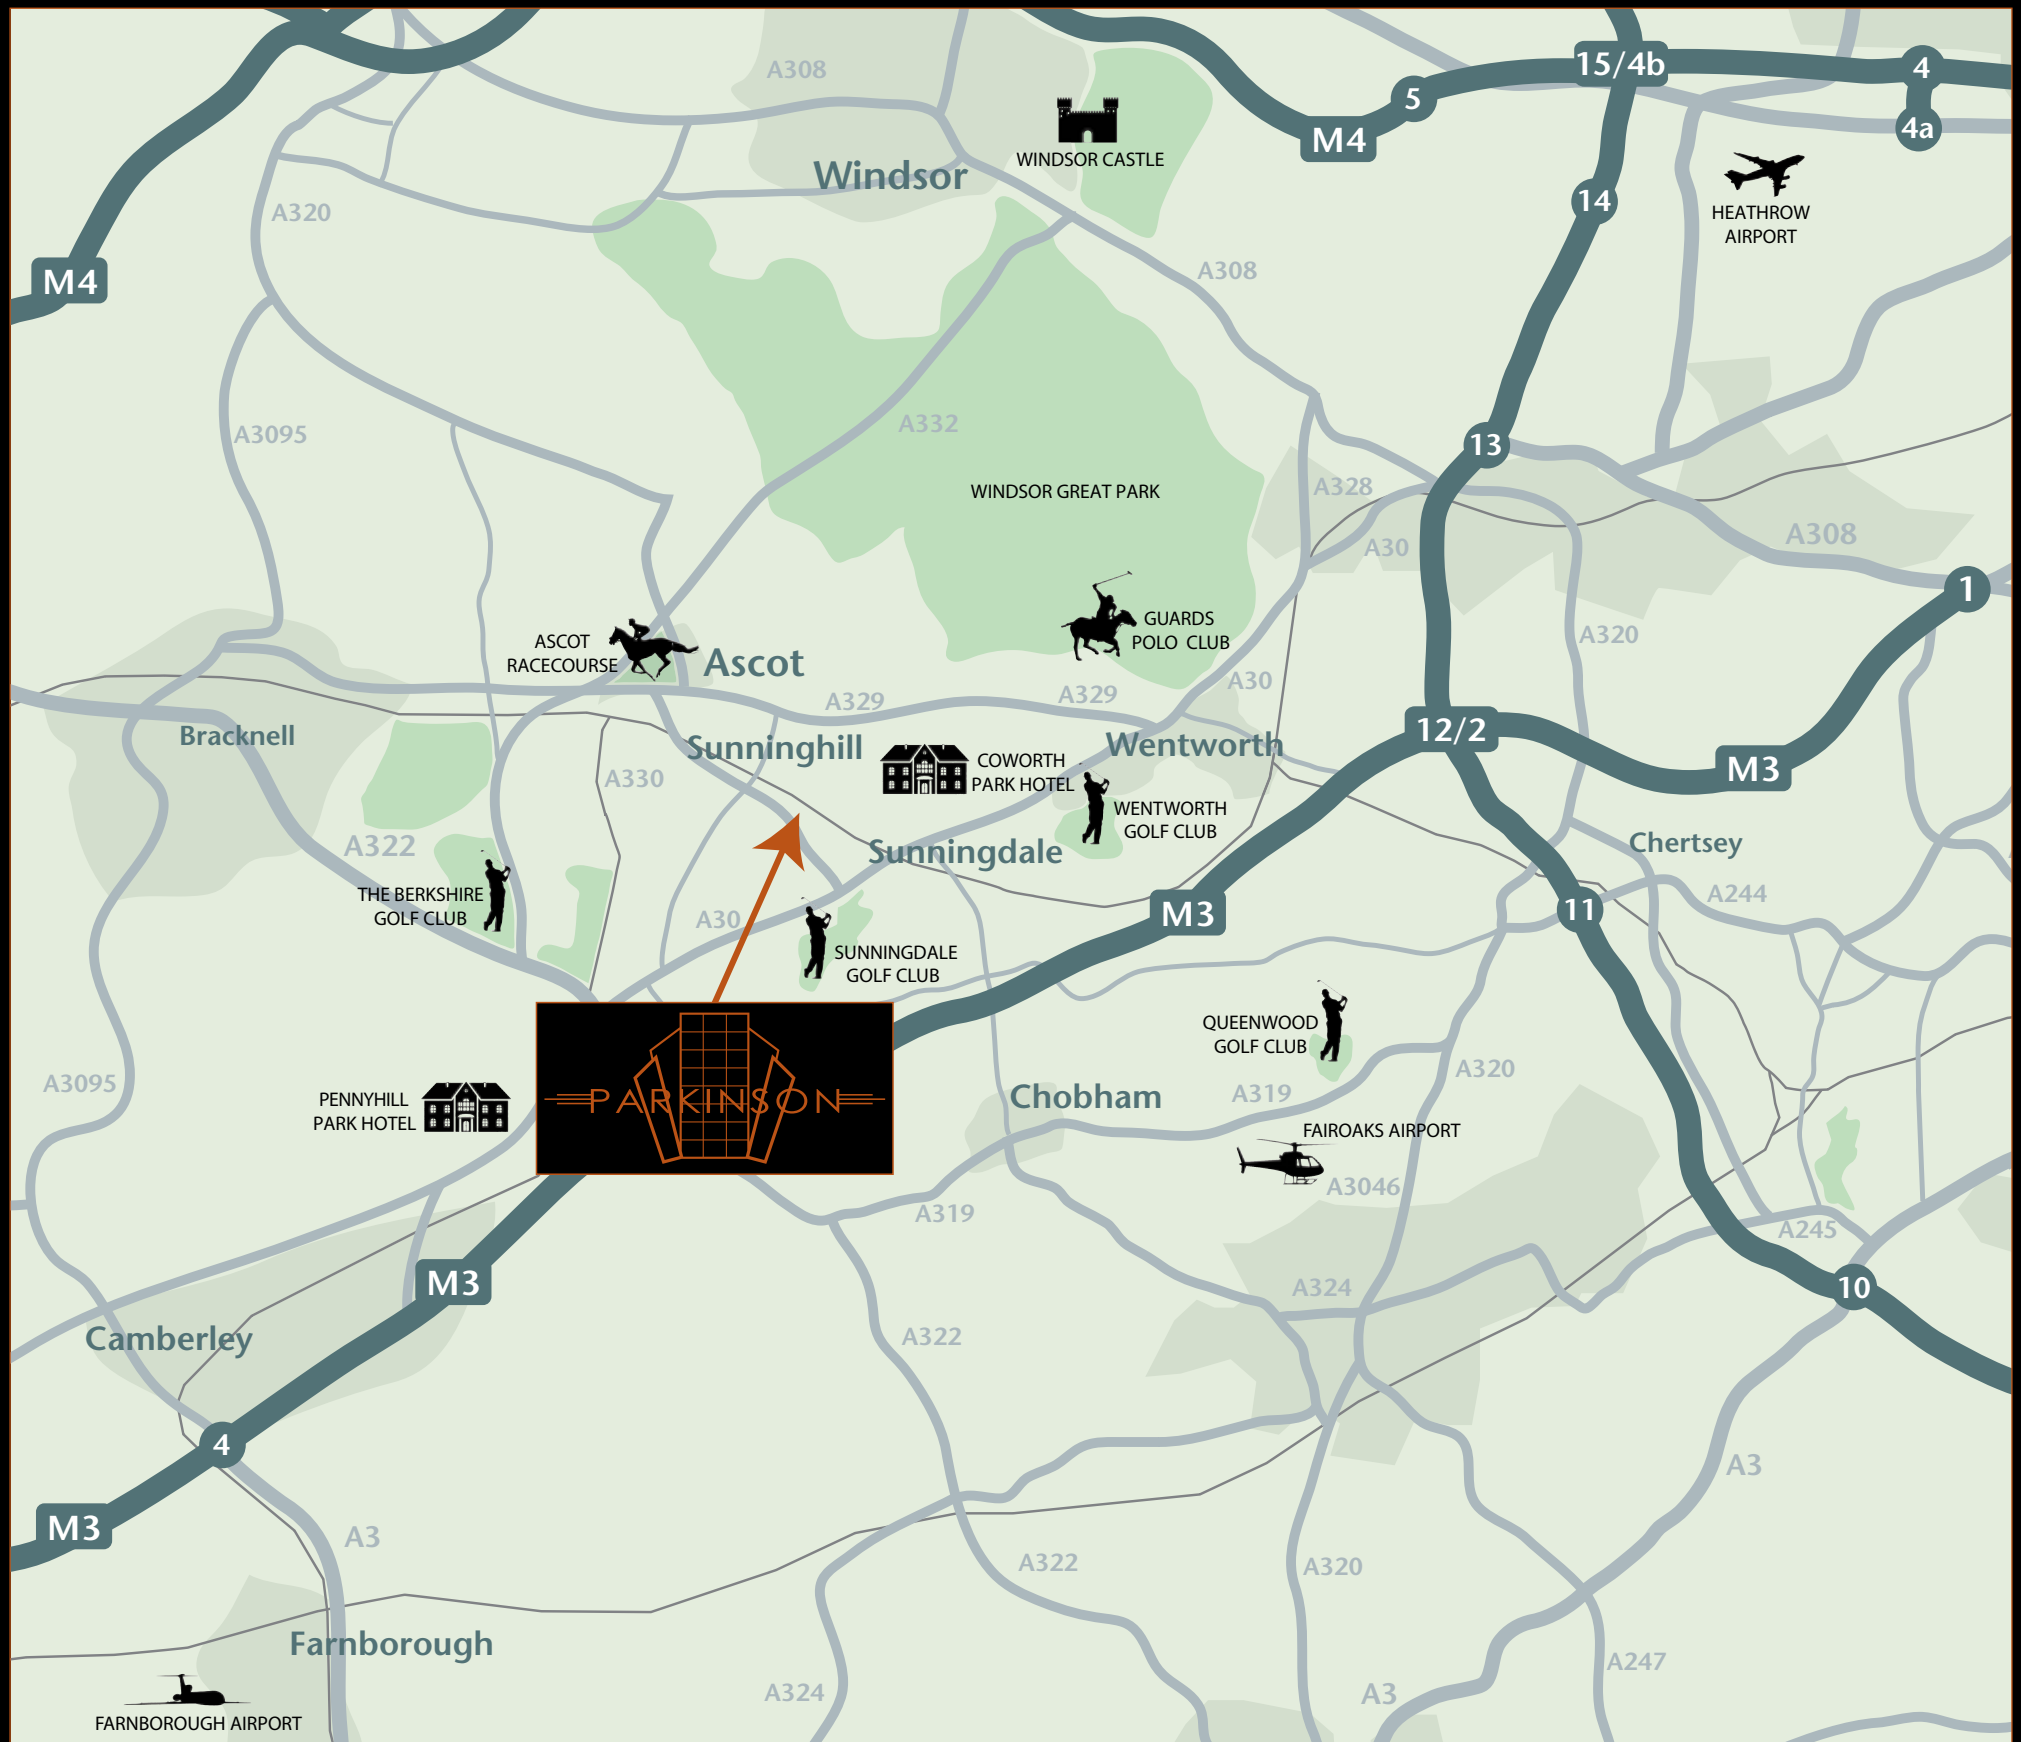 A308
15/4b
4
5
4a
M4
WINDSOR CASTLE
Windsor
14
HEATHROW
AIRPORT
A320
M4
A308
A332
A3095
13
WINDSOR GREAT PARK
A328
A30
A308
1
GUARDS
POLO CLUB
A320
ASCOT
RACECOURSE
Ascot
A329
A329
A30
Bracknell
12/2
Sunninghill
Wentworth
COWORTH
PARK HOTEL
M3
A330
WENTWORTH
GOLF CLUB
A322
Sunningdale
Chertsey
THE BERKSHIRE
GOLF CLUB
A30
M3
11
A244
SUNNINGDALE
GOLF CLUB
QUEENWOOD
GOLF CLUB
A320
A3095
PENNYHILL
PARK HOTEL
PARKINSON
Chobham
A319
FAIROAKS AIRPORT
A3046
A319
A245
M3
A324
10
Camberley
A322
4
A3
M3
A3
A322
A320
Farnborough
A247
A324
A3
FARNBOROUGH AIRPORT